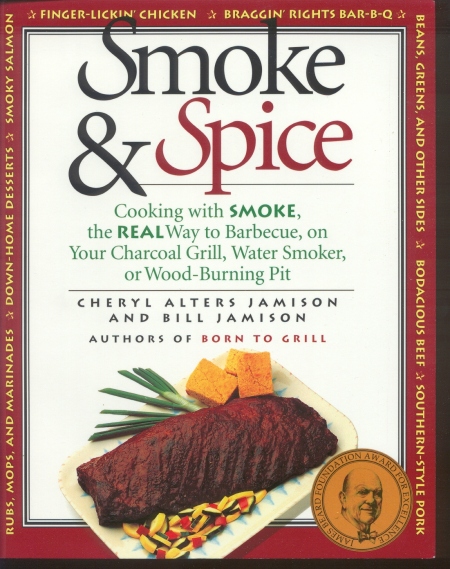 ☆ FINGER-LICKIN' CHICKEN ☆ BRAGGIN' RIGHTS BAR-B-Q ☆
Smoke
& Spice
Cooking with SMOKE,
the REAL Way to Barbecue, on
Your Charcoal Grill, Water Smoker,
or Wood-Burning Pit
CHERYL ALTERS JAMISON
AND BILL JAMISON
AUTHORS OF BORN TO GRILL
RUBS, MOPS, AND MARINADES ☆ DOWN-HOME DESSERTS ☆ SMOKY SALMON
BEANS, GREENS, AND OTHER SIDES ☆ BODACIOUS BEEF ☆ SOUTHERN-STYLE PORK
JAMES BEARD FOUNDATION AWARD FOR EXCELLENCE